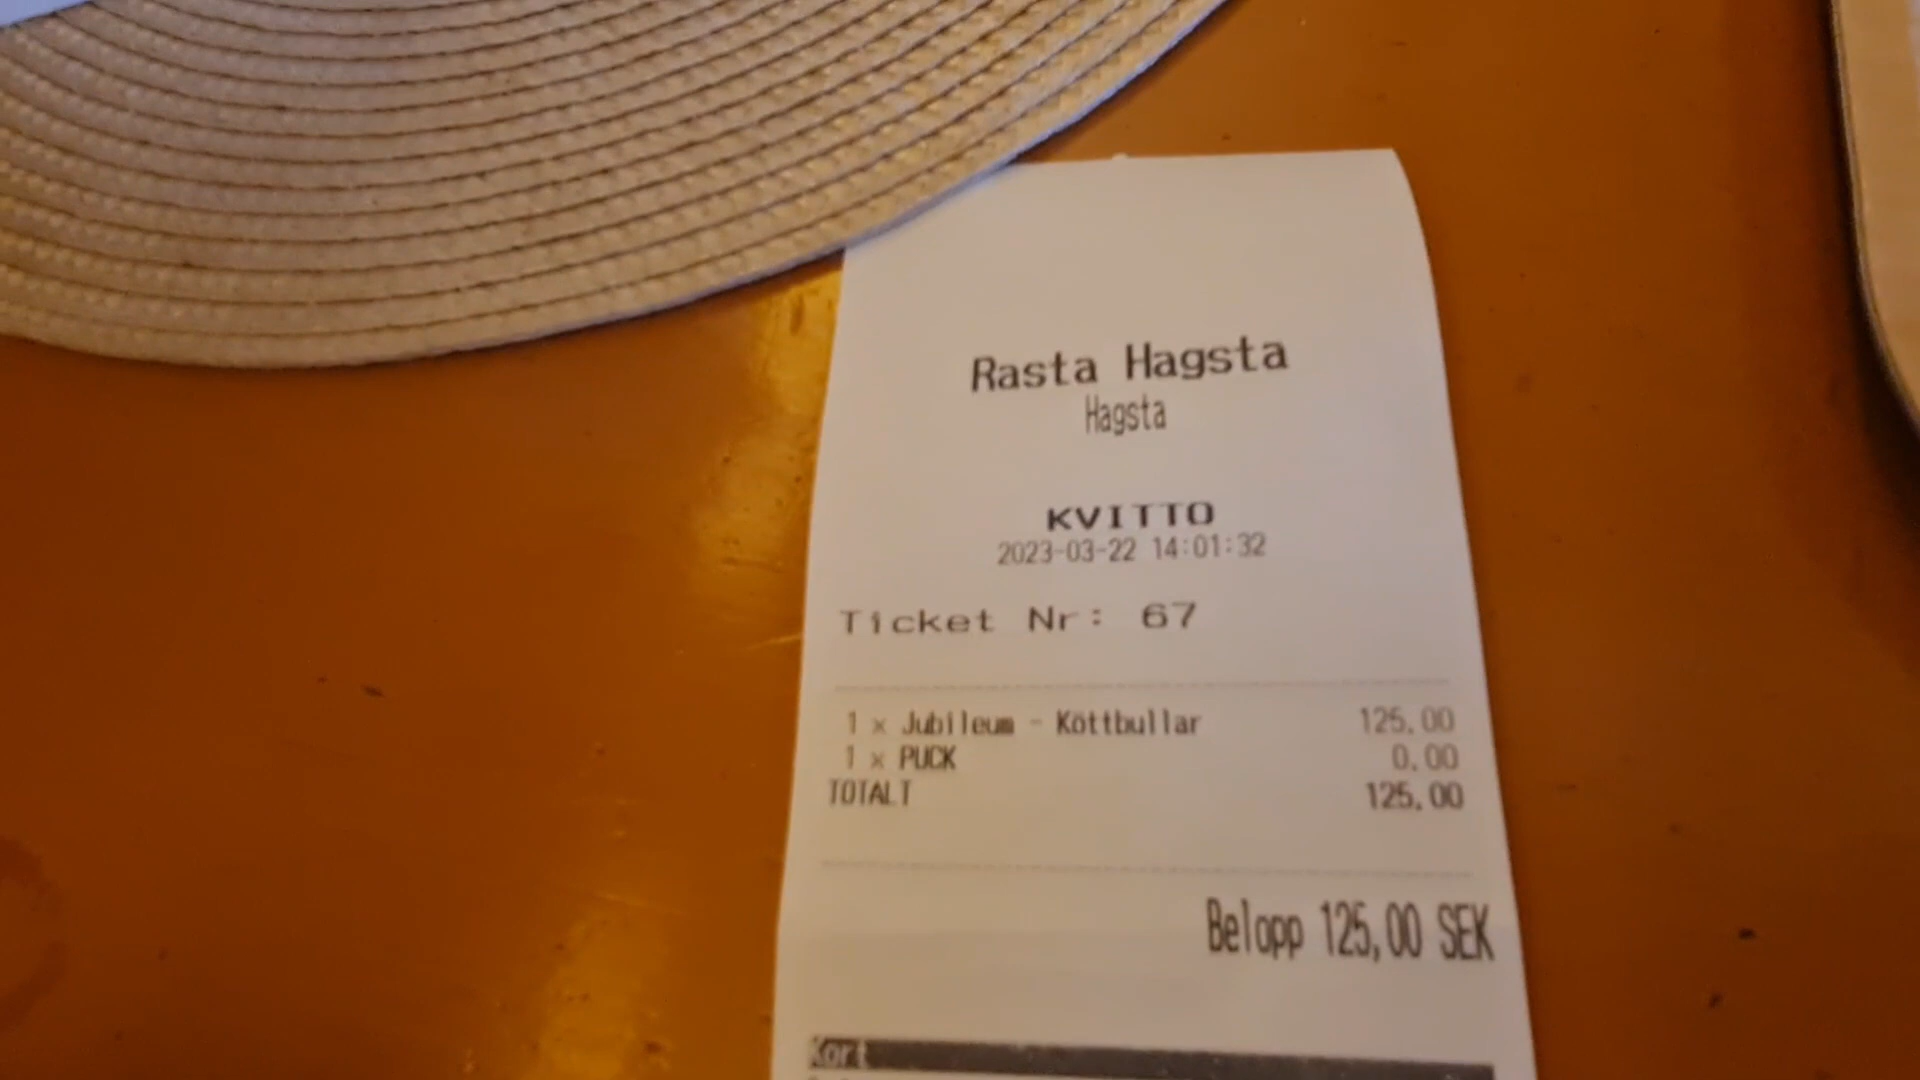 Rasta Hagsta
Hagsta
KVITTO
2023-03-22 14:01:32
Ticket Nr: 67
1 x Jubileum - Köttbullar 125,00
1 x PUCK 0,00
TOTALT 125,00
Belopp 125,00 SEK
Kort